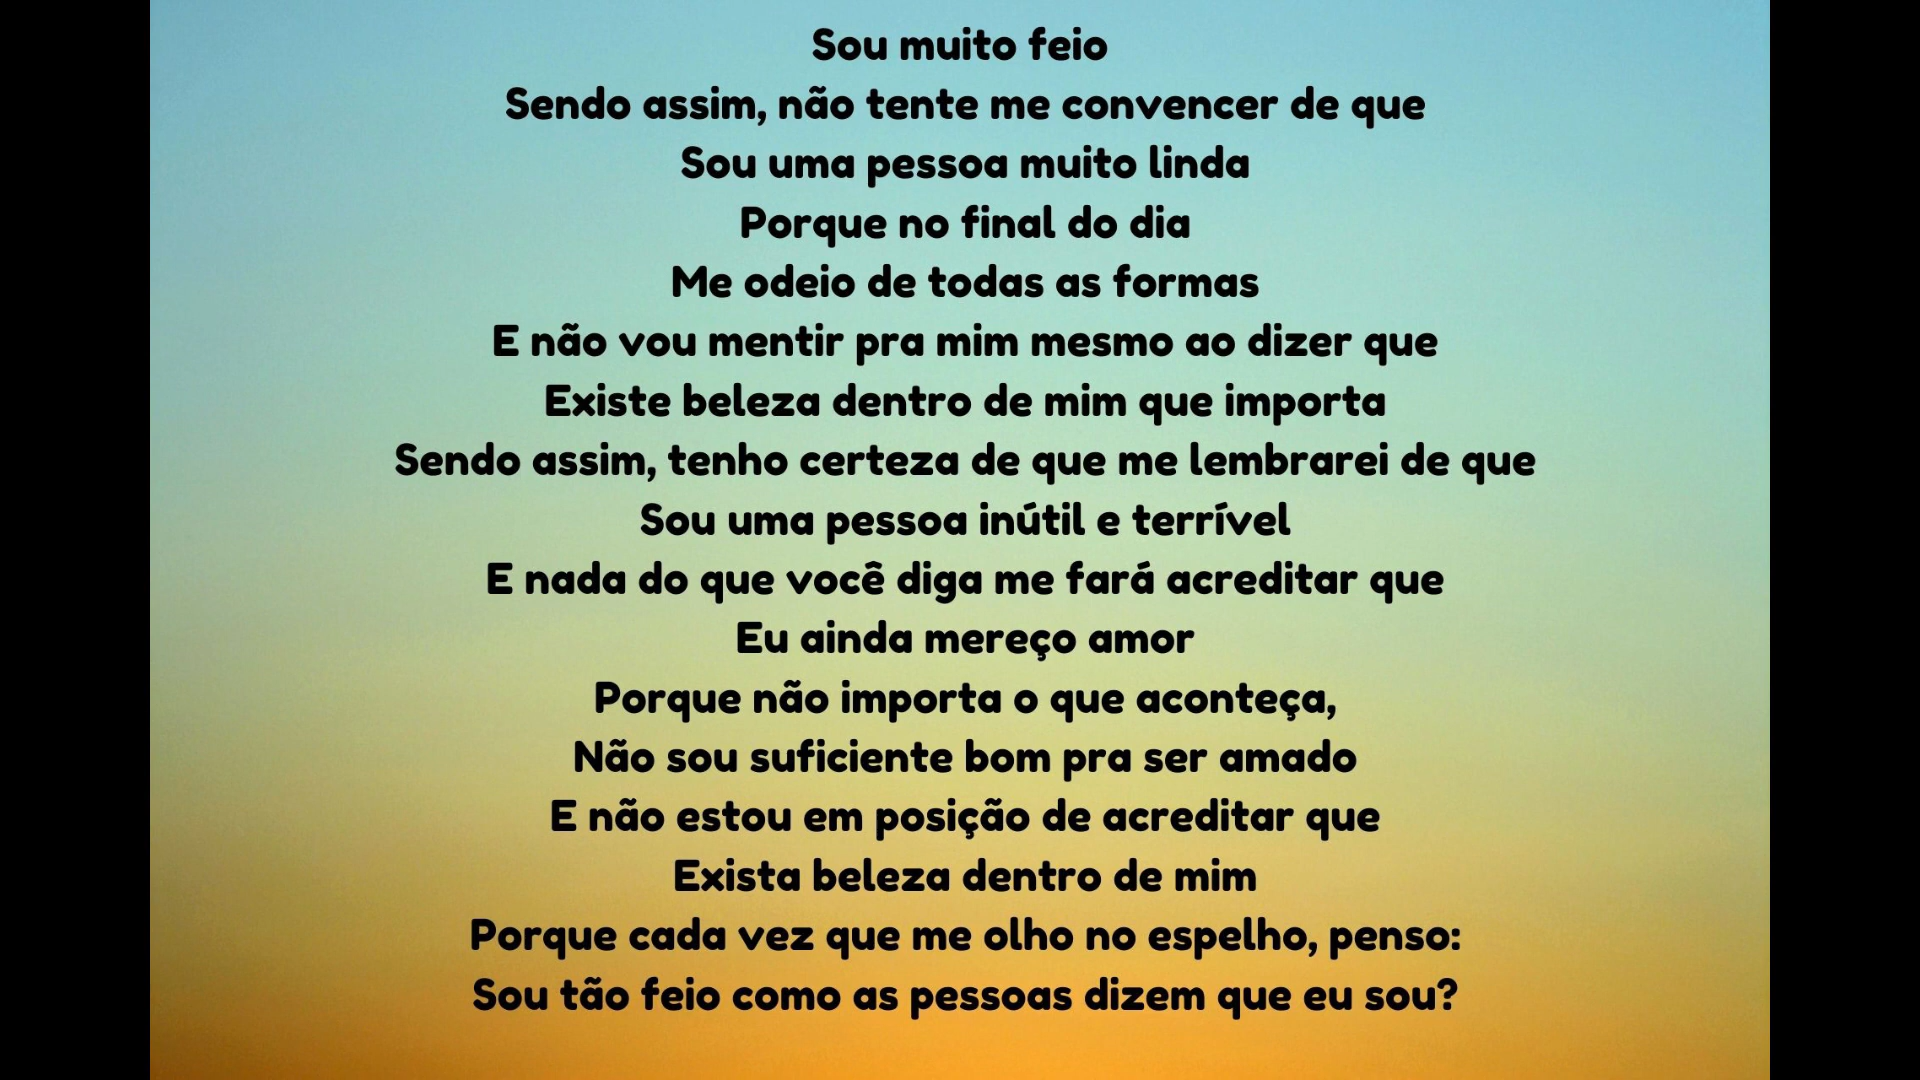 Sou muito feio
Sendo assim, não tente me convencer de que
Sou uma pessoa muito linda
Porque no final do dia
Me odeio de todas as formas
E não vou mentir pra mim mesmo ao dizer que
Existe beleza dentro de mim que importa
Sendo assim, tenho certeza de que me lembrarei de que
Sou uma pessoa inútil e terrível
E nada do que você diga me fará acreditar que
Eu ainda mereço amor
Porque não importa o que aconteça,
Não sou suficiente bom pra ser amado
E não estou em posição de acreditar que
Exista beleza dentro de mim
Porque cada vez que me olho no espelho, penso:
Sou tão feio como as pessoas dizem que eu sou?